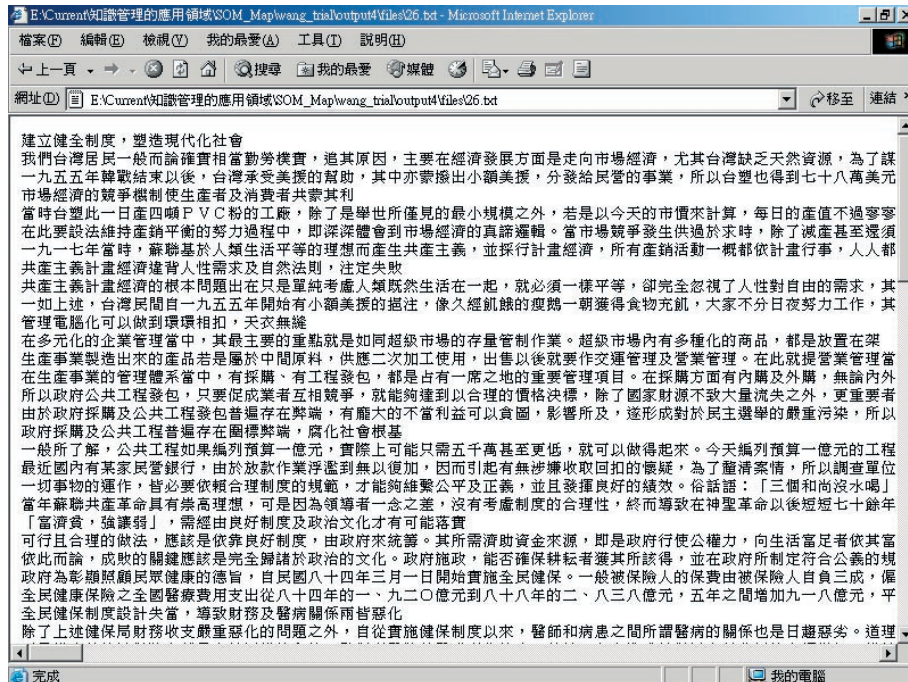 E:\Current\知識管理的應用領域\SOM_Map\wang_trial\output4\files\26.txt - Microsoft Internet Explorer
檔案(F) 編輯(E) 檢視(V) 我的最愛(A) 工具(T) 說明(H)
上一頁 搜尋 我的最愛 媒體
網址(D) E:\Current\知識管理的應用領域\SOM_Map\wang_trial\output4\files\26.txt 移至 連結
建立健全制度,塑造現代化社會
我們台灣居民一般而論確實相當勤勞樸實,追其原因,主要在經濟發展方面是走向市場經濟,尤其台灣缺乏天然資源,為了謀
一九五五年韓戰結束以後,台灣承受美援的幫助,其中亦蒙撥出小額美援,分發給民營的事業,所以台塑也得到七十八萬美元
市場經濟的競爭機制使生產者及消費者共蒙其利
當時台塑此一日產四噸PVC粉的工廠,除了是舉世所僅見的最小規模之外,若是以今天的市價來計算,每日的產值不過寥寥
在此要設法維持產銷平衡的努力過程中,即深深體會到市場經濟的真諦邏輯。當市場競爭發生供過於求時,除了減產甚至還須
一九一七年當時,蘇聯基於人類生活平等的理想而產生共產主義,並採行計畫經濟,所有產銷活動一概都依計畫行事,人人都
共產主義計畫經濟違背人性需求及自然法則,注定失敗
共產主義計畫經濟的根本問題出在只是單純考慮人類既然生活在一起,就必須一樣平等,卻完全忽視了人性對自由的需求,其
一如上述,台灣民間自一九五五年開始有小額美援的挹注,像久經飢餓的瘦鵝一朝獲得食物充飢,大家不分日夜努力工作,其
管理電腦化可以做到環環相扣,天衣無縫
在多元化的企業管理當中,其最主要的重點就是如同超級市場的存量管制作業。超級市場內有多種化的商品,都是放置在架
生產事業製造出來的產品若是屬於中間原料,供應二次加工使用,出售以後就要作交運管理及營業管理。在此就提營業管理當
在生產事業的管理體系當中,有採購、有工程發包,都是占有一席之地的重要管理項目。在採購方面有內購及外購,無論內外
所以政府公共工程發包,只要促成業者互相競爭,就能夠達到以合理的價格決標,除了國家財源不致大量流失之外,更重要者
由於政府採購及公共工程發包普遍存在弊端,有龐大的不當利益可以貪圖,影響所及,遂形成對於民主選舉的嚴重污染,所以
政府採購及公共工程普遍存在圍標弊端,腐化社會根基
一般所了解,公共工程如果編列預算一億元,實際上可能只需五千萬甚至更低,就可以做得起來。今天編列預算一億元的工程
最近國內有某家民營銀行,由於放款作業浮濫到無以復加,因而引起有無涉嫌收取回扣的懷疑,為了釐清案情,所以調查單位
一切事物的運作,皆必要依賴合理制度的規範,才能夠維繫公平及正義,並且發揮良好的績效。俗話語:「三個和尚沒水喝」
當年蘇聯共產革命具有崇高理想,可是因為領導者一念之差,沒有考慮制度的合理性,終而導致在神聖革命以後短短七十餘年
「富濟貧,強讓弱」,需經由良好制度及政治文化才有可能落實
可行且合理的做法,應該是依靠良好制度,由政府來統籌。其所需濟助資金來源,即是政府行使公權力,向生活富足者依其富
依此而論,成敗的關鍵應該是完全歸諸於政治的文化。政府施政,能否確保耕耘者獲其所該得,並在政府所制定符合公義的規
政府為彰顯照顧民眾健康的德旨,自民國八十四年三月一日開始實施全民健保。一般被保險人的保費由被保險人自負三成,僱
全民健康保險之全國醫療費用支出從八十四年的一、九二〇億元到八十八年的二、八三八億元,五年之間增加九一八億元,平
全民健保制度設計失當,導致財務及醫病關係兩皆惡化
除了上述健保局財務收支嚴重惡化的問題之外,自從實施健保制度以來,醫師和病患之間所謂醫病的關係也是日趨惡劣。道理
完成 我的電腦